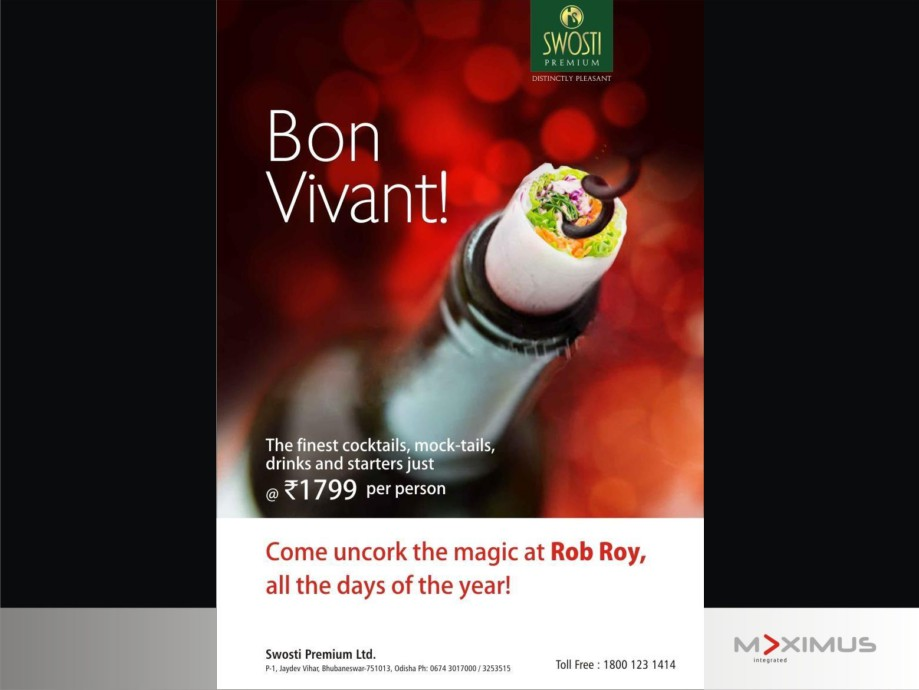 SWOSTI
PREMIUM
DISTINCTLY PLEASANT
Bon
Vivant!
The finest cocktails, mock-tails,
drinks and starters just
@ ₹1799 per person
Come uncork the magic at Rob Roy,
all the days of the year!
Swosti Premium Ltd.
P-1, Jaydev Vihar, Bhubaneswar-751013, Odisha Ph: 0674 3017000 / 3253515
Toll Free : 1800 123 1414
MAXIMUS
integrated